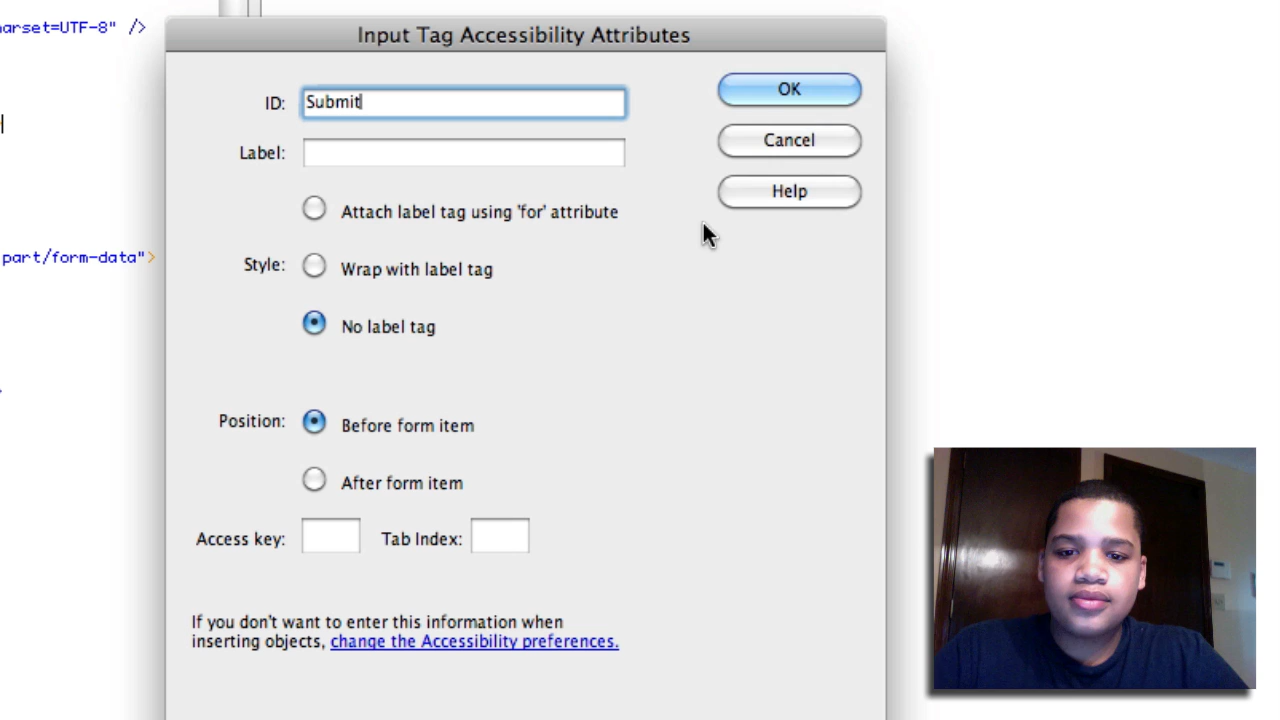 arset=UTF-8" />
Input Tag Accessibility Attributes
ID: Submit
OK
Label:
Cancel
Help
Attach label tag using 'for' attribute
part/form-data">
Style: Wrap with label tag
No label tag
Position: Before form item
After form item
Access key: Tab Index:
If you don't want to enter this information when
inserting objects, change the Accessibility preferences.